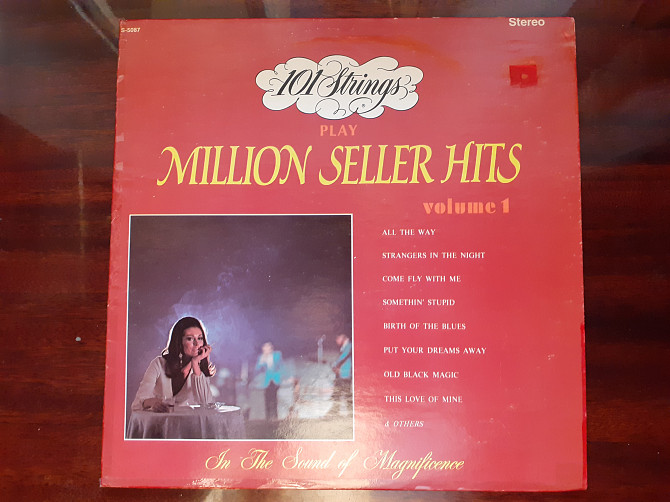 S-5087
Stereo
101 Strings
PLAY
MILLION SELLER HITS
volume 1
ALL THE WAY
STRANGERS IN THE NIGHT
COME FLY WITH ME
SOMETHIN' STUPID
BIRTH OF THE BLUES
PUT YOUR DREAMS AWAY
OLD BLACK MAGIC
THIS LOVE OF MINE
& OTHERS
In The Sound of Magnificence